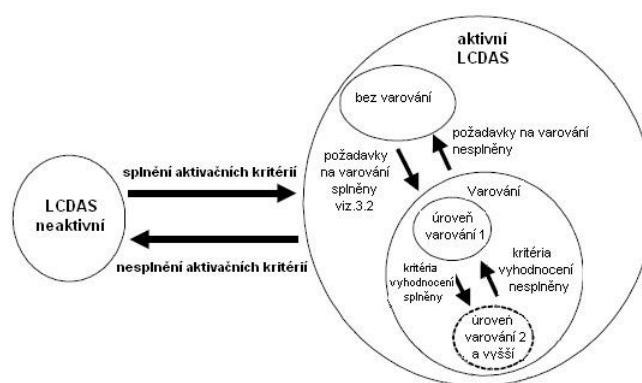 aktivní
LCDAS
bez varování
požadavky na varování
nesplněny
požadavky
na varování
splněny
viz.3.2
splnění aktivačních kritérií
LCDAS
neaktivní
nesplnění aktivačních kritérií
Varování
úroveň
varování 1
kritéria
vyhodnocení
splněny
kritéria
vyhodnocení
nesplněny
úroveň
varování 2
a vyšší